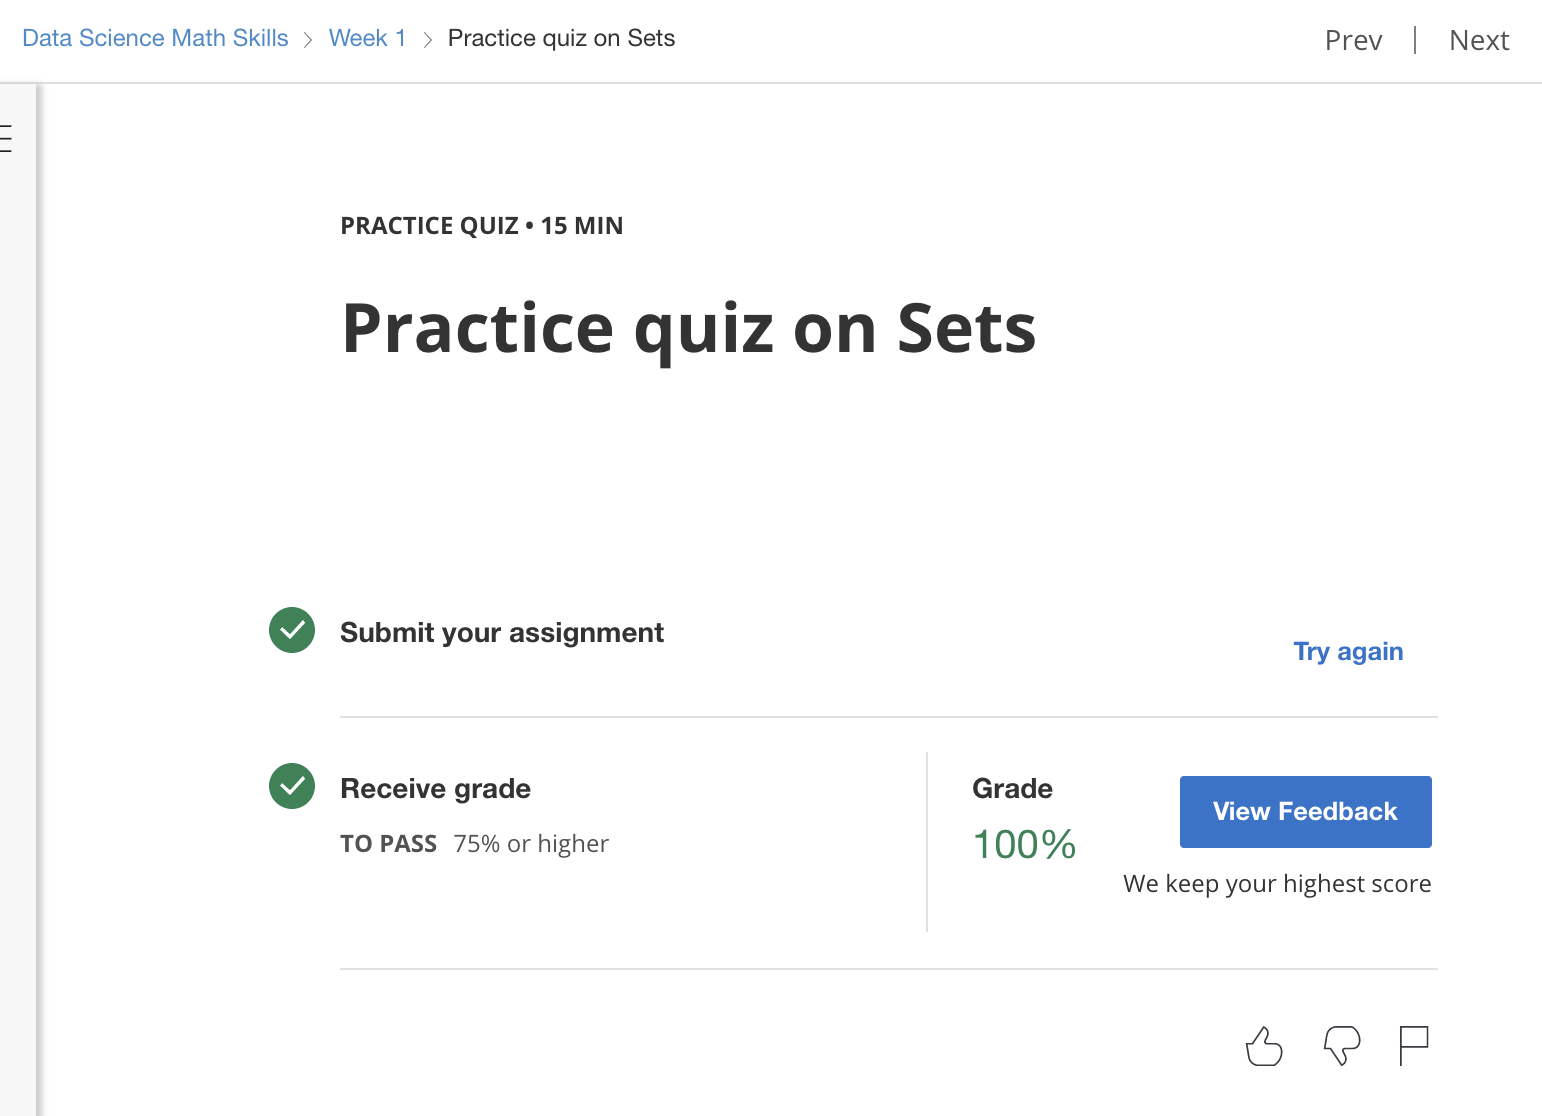 Data Science Math Skills > Week 1 > Practice quiz on Sets
Prev | Next
PRACTICE QUIZ • 15 MIN
Practice quiz on Sets
Submit your assignment
Try again
Receive grade
TO PASS 75% or higher
Grade
100%
View Feedback
We keep your highest score